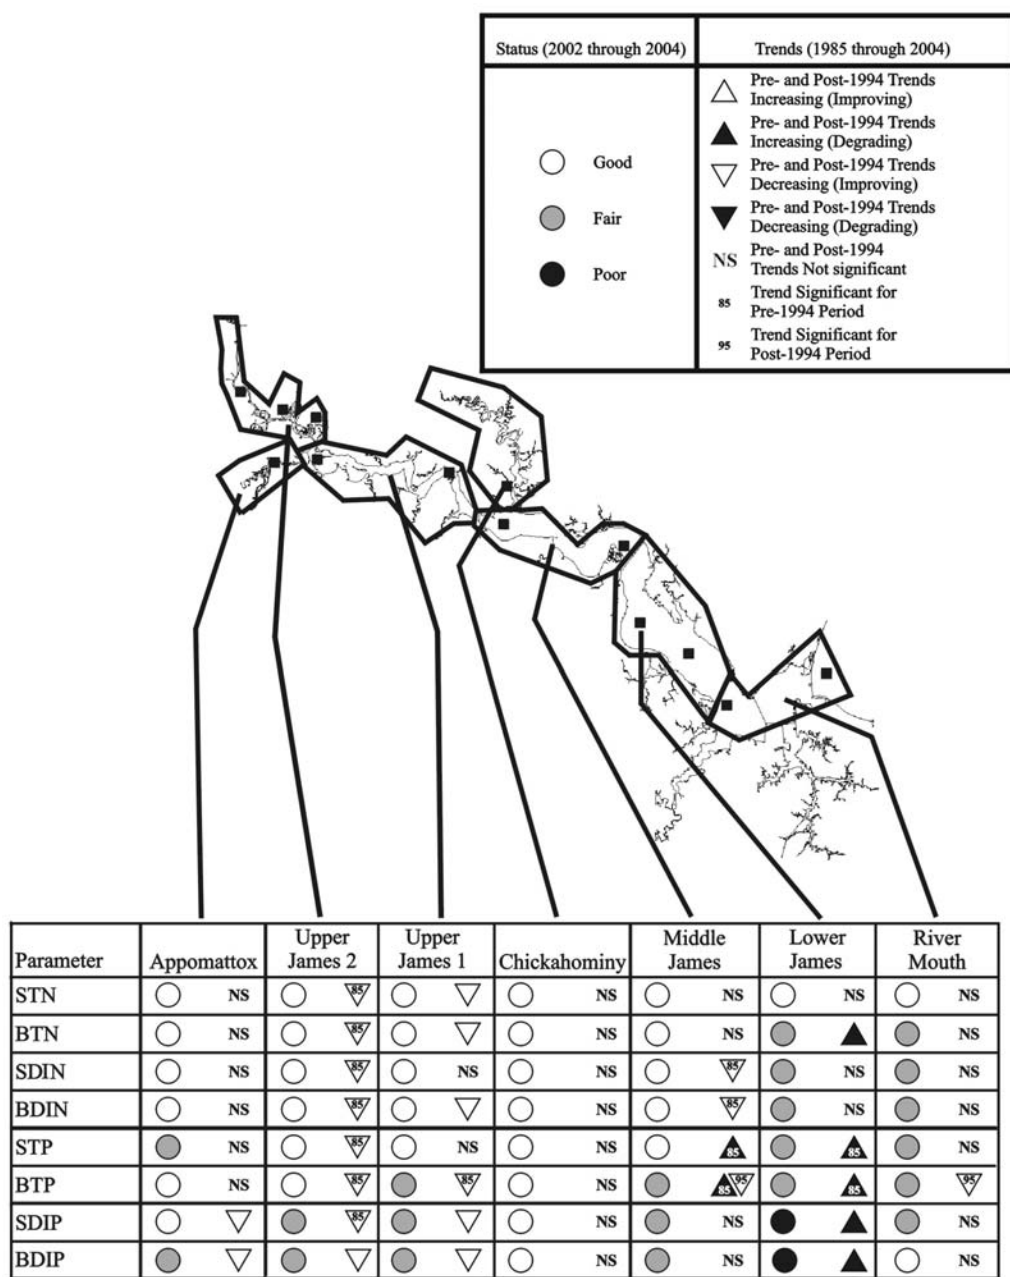 Status (2002 through 2004) Trends (1985 through 2004)
Pre- and Post-1994 Trends
Increasing (Improving)
Pre- and Post-1994 Trends
Increasing (Degrading)
Good
Pre- and Post-1994 Trends
Decreasing (Improving)
Fair
Pre- and Post-1994 Trends
Decreasing (Degrading)
NS Pre- and Post-1994
Trends Not significant
Poor
85 Trend Significant for
Pre-1994 Period
95 Trend Significant for
Post-1994 Period
Parameter Appomattox Upper James 2 Upper James 1 Chickahominy Middle James Lower James River Mouth
STN NS 85 NS NS NS NS
BTN NS 85 NS NS NS
SDIN NS 85 NS NS 85 NS NS
BDIN NS 85 NS 85 NS NS
STP NS 85 NS NS 85 85 NS
BTP NS 85 85 NS 85 95 85 95
SDIP 85 NS NS NS
BDIP NS NS NS